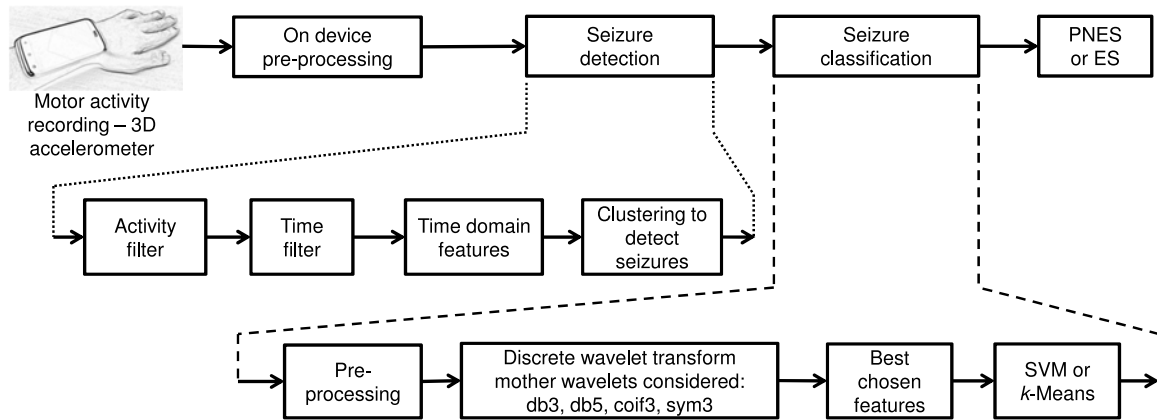 On device
pre-processing
Seizure
detection
Seizure
classification
PNES
or ES
Motor activity
recording – 3D
accelerometer
Activity
filter
Time
filter
Time domain
features
Clustering to
detect
seizures
Pre-
processing
Discrete wavelet transform
mother wavelets considered:
db3, db5, coif3, sym3
Best
chosen
features
SVM or
k-Means